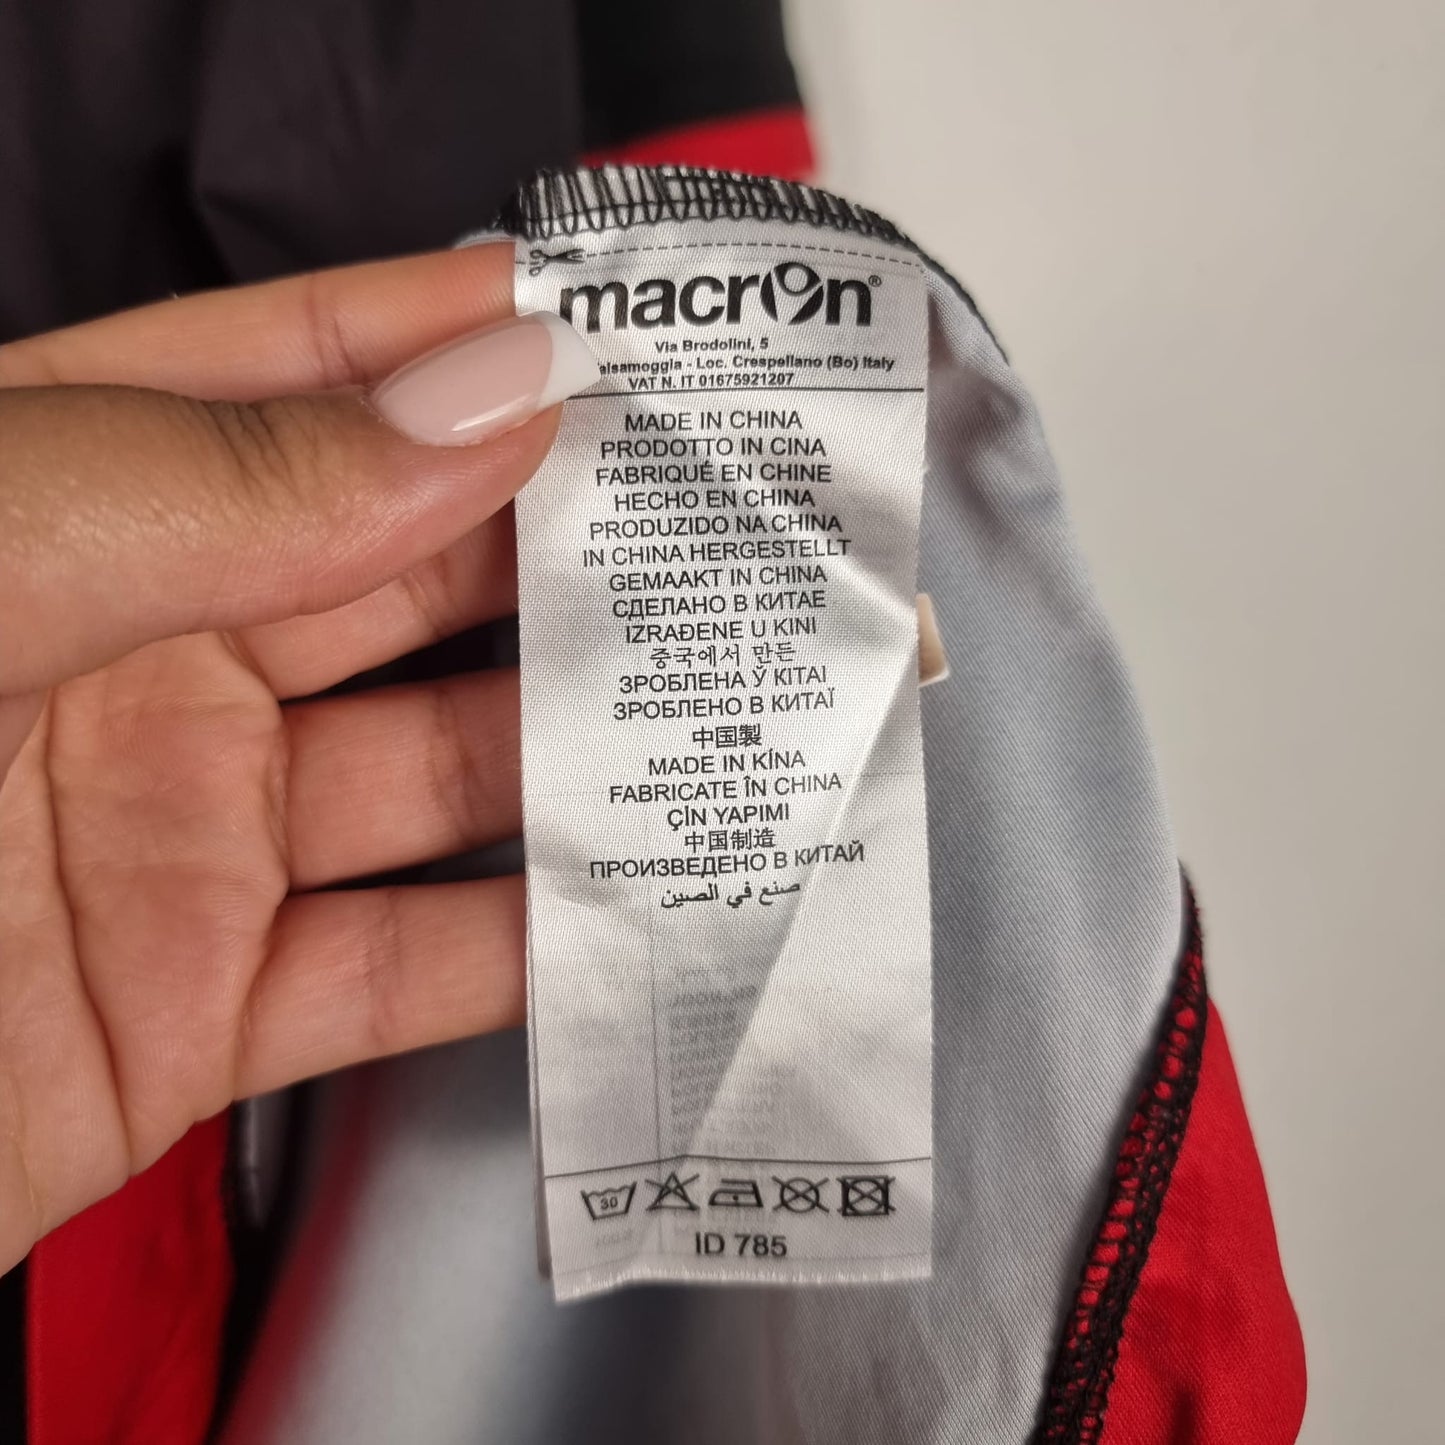 macron®
Via Brodolini, 5
- Loc. Crespellano (Bo) Italy
VAT N. IT 01675921207
MADE IN CHINA
PRODOTTO IN CINA
FABRIQUÉ EN CHINE
HECHO EN CHINA
PRODUZIDO NA CHINA
IN CHINA HERGESTELLT
GEMAAKT IN CHINA
СДЕЛАНО В КИТАЕ
IZRAĐENE U KINI
중국에서 만든
ЗРОБЛЕНА Ў КІТАІ
ЗРОБЛЕНО В КИТАЇ
中国製
MADE IN KÍNA
FABRICATE ÎN CHINA
ÇİN YAPIMI
中国制造
ПРОИЗВЕДЕНО В КИТАЙ
صنع في الصين
30
ID 785